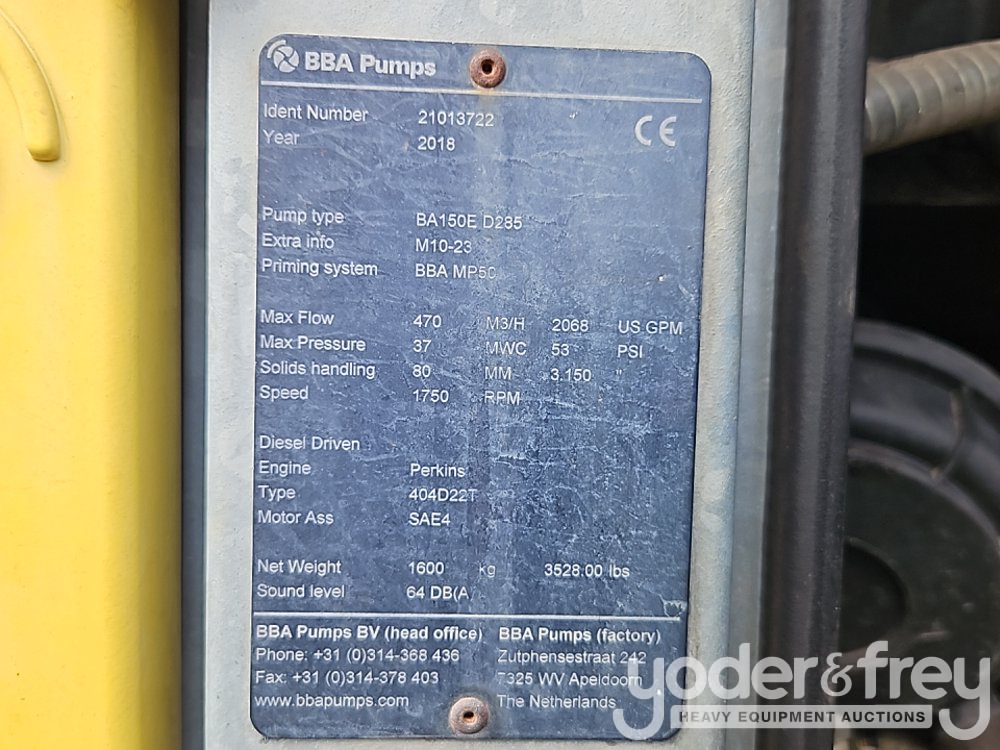 BBA Pumps
Ident Number 21013722
Year 2018
CE
Pump type BA150E D285
Extra info M10-23
Priming system BBA MP50
Max Flow 470 M3/H 2068 US GPM
Max Pressure 37 MWC 53 PSI
Solids handling 80 MM 3.150 "
Speed 1750 RPM
Diesel Driven
Engine Perkins
Type 404D22T
Motor Ass SAE4
Net Weight 1600 kg 3528.00 lbs
Sound level 64 DB(A)
BBA Pumps BV (head office) BBA Pumps (factory)
Phone: +31 (0)314-368 436 Zutphensestraat 242
Fax: +31 (0)314-378 403 7325 WV Apeldoorn
www.bbapumps.com The Netherlands
yoder&frey
HEAVY EQUIPMENT AUCTIONS